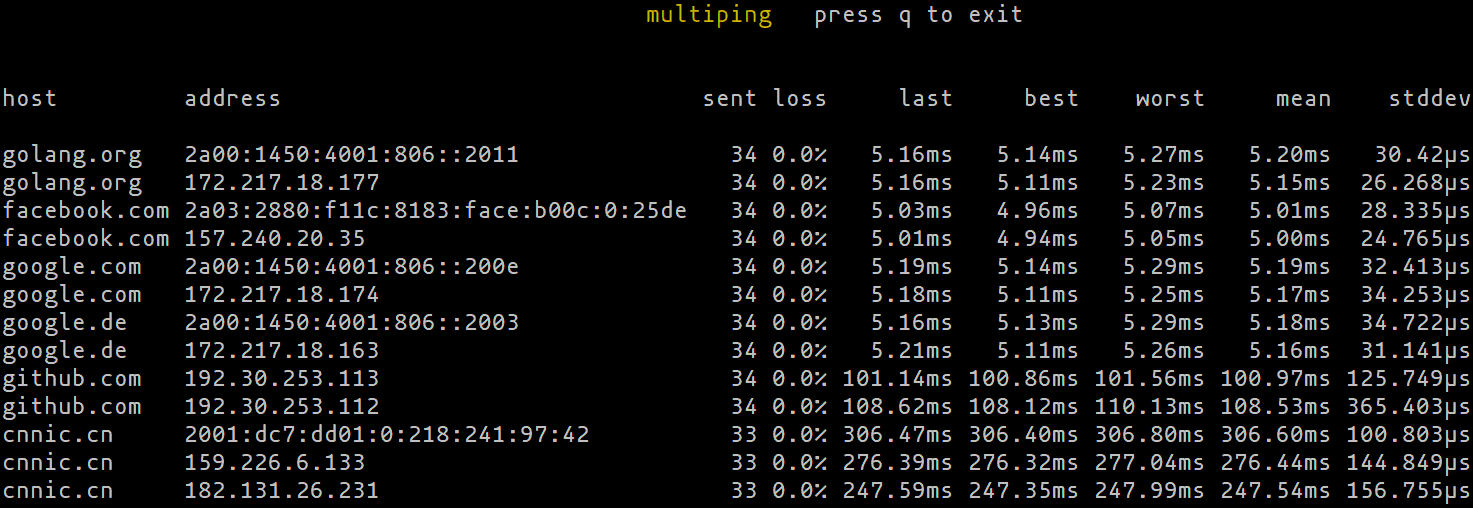 multiping   press q to exit
host         address                               sent loss     last     best    worst     mean    stddev
golang.org   2a00:1450:4001:806::2011                34 0.0%   5.16ms   5.14ms   5.27ms   5.20ms   30.42µs
golang.org   172.217.18.177                          34 0.0%   5.16ms   5.11ms   5.23ms   5.15ms  26.268µs
facebook.com 2a03:2880:f11c:8183:face:b00c:0:25de    34 0.0%   5.03ms   4.96ms   5.07ms   5.01ms  28.335µs
facebook.com 157.240.20.35                           34 0.0%   5.01ms   4.94ms   5.05ms   5.00ms  24.765µs
google.com   2a00:1450:4001:806::200e                34 0.0%   5.19ms   5.14ms   5.29ms   5.19ms  32.413µs
google.com   172.217.18.174                          34 0.0%   5.18ms   5.11ms   5.25ms   5.17ms  34.253µs
google.de    2a00:1450:4001:806::2003                34 0.0%   5.16ms   5.13ms   5.29ms   5.18ms  34.722µs
google.de    172.217.18.163                          34 0.0%   5.21ms   5.11ms   5.26ms   5.16ms  31.141µs
github.com   192.30.253.113                          34 0.0% 101.14ms 100.86ms 101.56ms 100.97ms 125.749µs
github.com   192.30.253.112                          34 0.0% 108.62ms 108.12ms 110.13ms 108.53ms 365.403µs
cnnic.cn     2001:dc7:dd01:0:218:241:97:42           33 0.0% 306.47ms 306.40ms 306.80ms 306.60ms 100.803µs
cnnic.cn     159.226.6.133                           33 0.0% 276.39ms 276.32ms 277.04ms 276.44ms 144.849µs
cnnic.cn     182.131.26.231                          33 0.0% 247.59ms 247.35ms 247.99ms 247.54ms 156.755µs